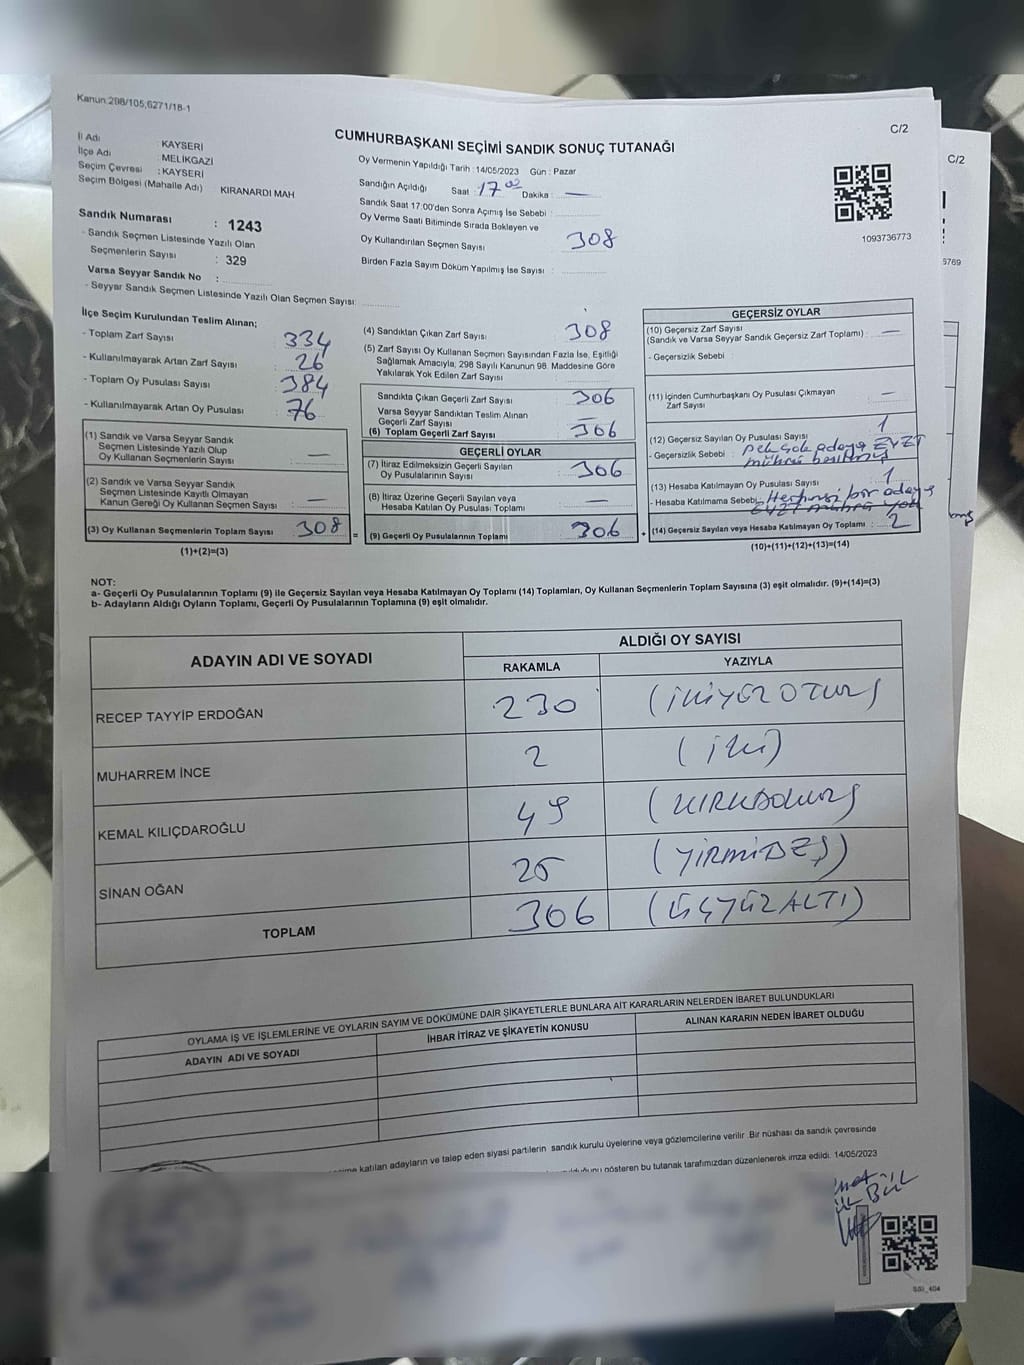 Kanun:298/105;6271/18-1
C/2
C/2
CUMHURBAŞKANI SEÇİMİ SANDIK SONUÇ TUTANAĞI
İl Adı : KAYSERİ
İlçe Adı : MELİKGAZİ
Seçim Çevresi : KAYSERİ
Seçim Bölgesi (Mahalle Adı) KIRANARDI MAH
Sandık Numarası : 1243
- Sandık Seçmen Listesinde Yazılı Olan
Seçmenlerin Sayısı : 329
Varsa Seyyar Sandık No :
- Seyyar Sandık Seçmen Listesinde Yazılı Olan Seçmen Sayısı:
Oy Vermenin Yapıldığı Tarih : 14/05/2023 Gün : Pazar
Sandığın Açıldığı Saat : 17 00 Dakika : —
Sandık Saat 17:00'den Sonra Açımış İse Sebebi :
Oy Verme Saati Bitiminde Sırada Bekleyen ve
Oy Kullandırılan Seçmen Sayısı 308
Birden Fazla Sayım Döküm Yapılmış İse Sayısı :
1093736773
5769
İlçe Seçim Kurulundan Teslim Alınan;
- Toplam Zarf Sayısı : 334
- Kullanılmayarak Artan Zarf Sayısı : 26
- Toplam Oy Pusulası Sayısı : 384
- Kullanılmayarak Artan Oy Pusulası : 76
(1) Sandık ve Varsa Seyyar Sandık
Seçmen Listesinde Yazılı Olup
Oy Kullanan Seçmenlerin Sayısı : —
(2) Sandık ve Varsa Seyyar Sandık
Seçmen Listesinde Kayıtlı Olmayan
Kanun Gereği Oy Kullanan Seçmen Sayısı : —
(3) Oy Kullanan Seçmenlerin Toplam Sayısı : 308 =
(1)+(2)=(3)
(4) Sandıktan Çıkan Zarf Sayısı : 308
(5) Zarf Sayısı Oy Kullanan Seçmen Sayısından Fazla İse, Eşitliği
Sağlamak Amacıyla, 298 Sayılı Kanunun 98. Maddesine Göre
Yakılarak Yok Edilen Zarf Sayısı :
Sandıkta Çıkan Geçerli Zarf Sayısı : 306
Varsa Seyyar Sandıktan Teslim Alınan
Geçerli Zarf Sayısı : —
(6) Toplam Geçerli Zarf Sayısı : 306
GEÇERLİ OYLAR
(7) İtiraz Edilmeksizin Geçerli Sayılan
Oy Pusulalarının Sayısı : 306
(8) İtiraz Üzerine Geçerli Sayılan veya
Hesaba Katılan Oy Pusulası Toplamı : —
(9) Geçerli Oy Pusulalarının Toplamı : 306 +
GEÇERSİZ OYLAR
(10) Geçersiz Zarf Sayısı
(Sandık ve Varsa Seyyar Sandık Geçersiz Zarf Toplamı) : —
- Geçersizlik Sebebi :
(11) İçinden Cumhurbaşkanı Oy Pusulası Çıkmayan
Zarf Sayısı : —
(12) Geçersiz Sayılan Oy Pusulası Sayısı : 1
- Geçersizlik Sebebi : pek çok adaya EVET
mührü basılmış
(13) Hesaba Katılmayan Oy Pusulası Sayısı : 1
- Hesaba Katılmama Sebebi : Herhangi bir adaya
EVET mührü yok
(14) Geçersiz Sayılan veya Hesaba Katılmayan Oy Toplamı : 2
(10)+(11)+(12)+(13)=(14)
NOT:
a- Geçerli Oy Pusulalarının Toplamı (9) ile Geçersiz Sayılan veya Hesaba Katılmayan Oy Toplamı (14) Toplamları, Oy Kullanan Seçmenlerin Toplam Sayısına (3) eşit olmalıdır. (9)+(14)=(3)
b- Adayların Aldığı Oyların Toplamı, Geçerli Oy Pusulalarının Toplamına (9) eşit olmalıdır.
ADAYIN ADI VE SOYADI
ALDIĞI OY SAYISI
RAKAMLA YAZIYLA
RECEP TAYYİP ERDOĞAN 230 (İKİYÜZ OTUZ)
MUHARREM İNCE 2 (İKİ)
KEMAL KILIÇDAROĞLU 49 (KIRKDOKUZ)
SİNAN OĞAN 25 (YİRMİBEŞ)
TOPLAM 306 (ÜÇYÜZALTI)
OYLAMA İŞ VE İŞLEMLERİNE VE OYLARIN SAYIM VE DÖKÜMÜNE DAİR ŞİKAYETLERLE BUNLARA AİT KARARLARIN NELERDEN İBARET BULUNDUKLARI
ADAYIN ADI VE SOYADI İHBAR İTİRAZ VE ŞİKAYETİN KONUSU ALINAN KARARIN NEDEN İBARET OLDUĞU
katılan adayların ve talep eden siyasi partilerin sandık kurulu üyelerine veya gözlemcilerine verilir. Bir nüshası da sandık çevresinde
gösteren bu tutanak tarafımızdan düzenlenerek imza edildi. 14/05/2023